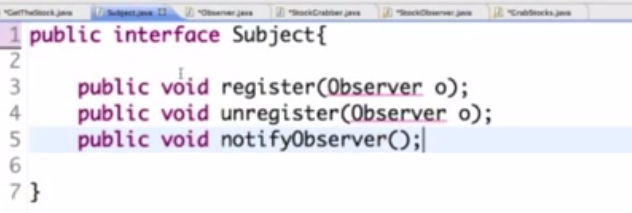 *GetTheStock.java Subject.java *Observer.java *StockGrabber.java *StockObserver.java *GrabStocks.java
1 public interface Subject{
2
3 public void register(Observer o);
4 public void unregister(Observer o);
5 public void notifyObserver();
6
7 }